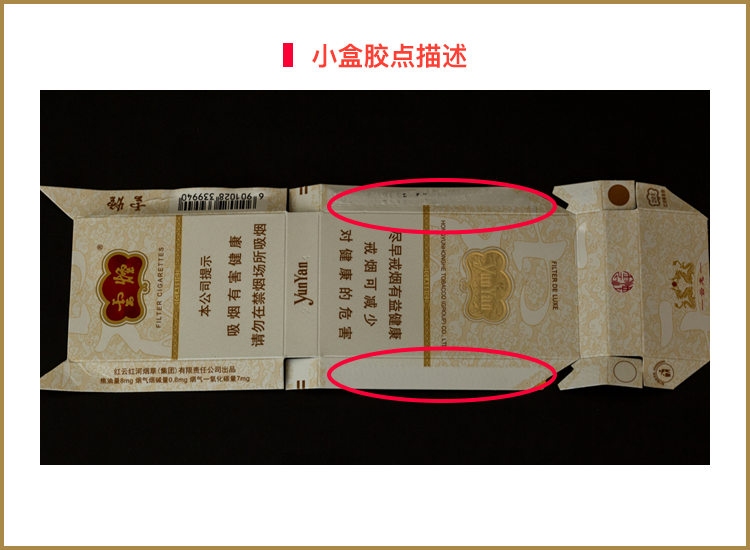 小盒胶点描述
6 901028 339940
云烟
®
云烟
FILTER CIGARETTES
本公司提示
吸烟有害健康
请勿在禁烟场所吸烟
红云红河烟草(集团)有限责任公司出品
焦油量8mg 烟气烟碱量0.8mg 烟气一氧化碳量7mg
YunYan
尽早戒烟有益健康
戒烟可减少
对健康的危害
HONGYUNHONGHE TOBACCO (GROUP) CO., LTD.
YunYan
FILTER DE LUXE